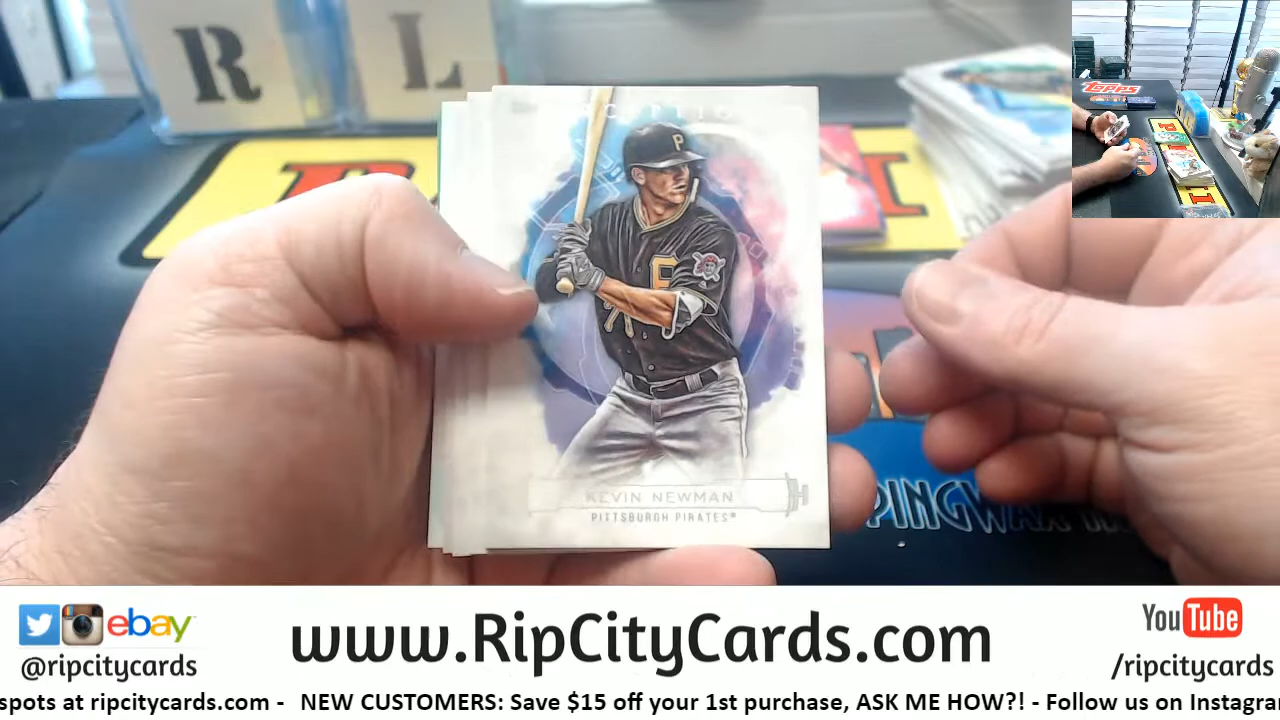 R L
TOPPS
P
KEVIN NEWMAN
PITTSBURGH PIRATES®
PINGWAX
ebay
@ripcitycards
www.RipCityCards.com
YouTube
/ripcitycards
spots at ripcitycards.com - NEW CUSTOMERS: Save $15 off your 1st purchase, ASK ME HOW?! - Follow us on Instagra